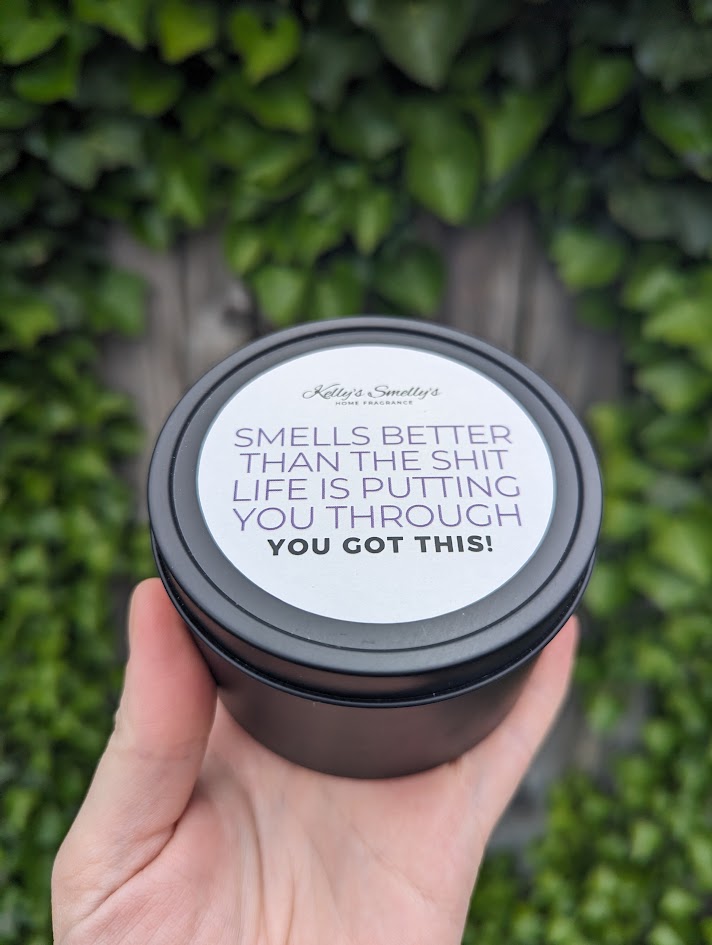 Kelly's Smelly's
HOME FRAGRANCE
SMELLS BETTER
THAN THE SHIT
LIFE IS PUTTING
YOU THROUGH
YOU GOT THIS!